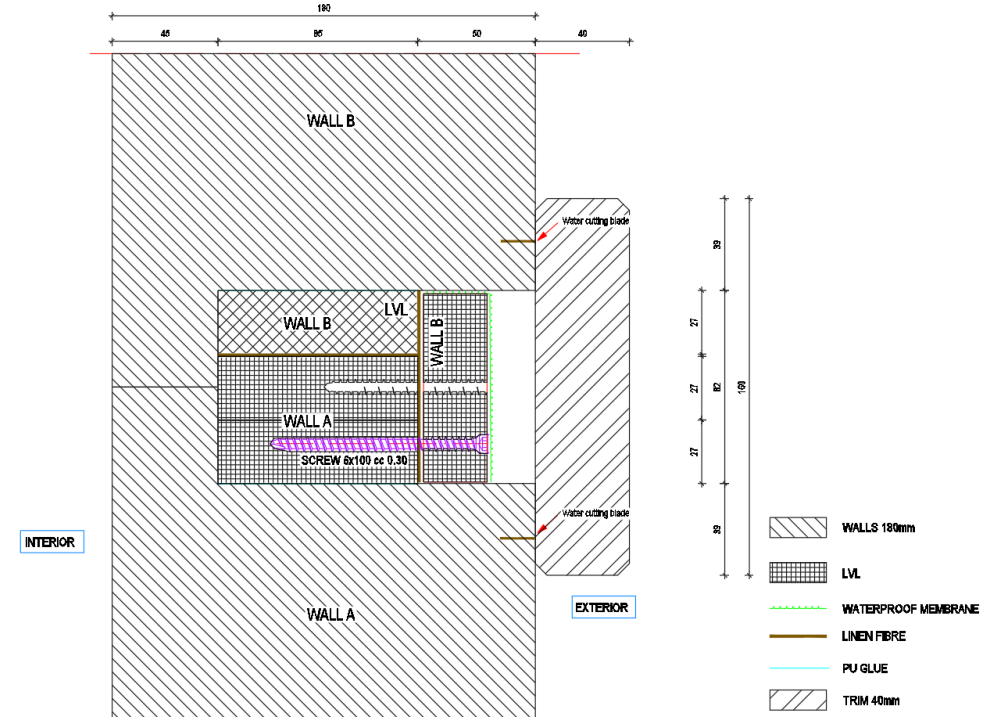 180
45
85
50
40
WALL B
Water cutting blade
39
LVL
WALL B
WALL B
27
27
82
160
WALL A
27
SCREW 6x100 cc 0.30
Water cutting blade
39
WALLS 180mm
INTERIOR
LVL
EXTERIOR
WATERPROOF MEMBRANE
WALL A
LINEN FIBRE
PU GLUE
TRIM 40mm